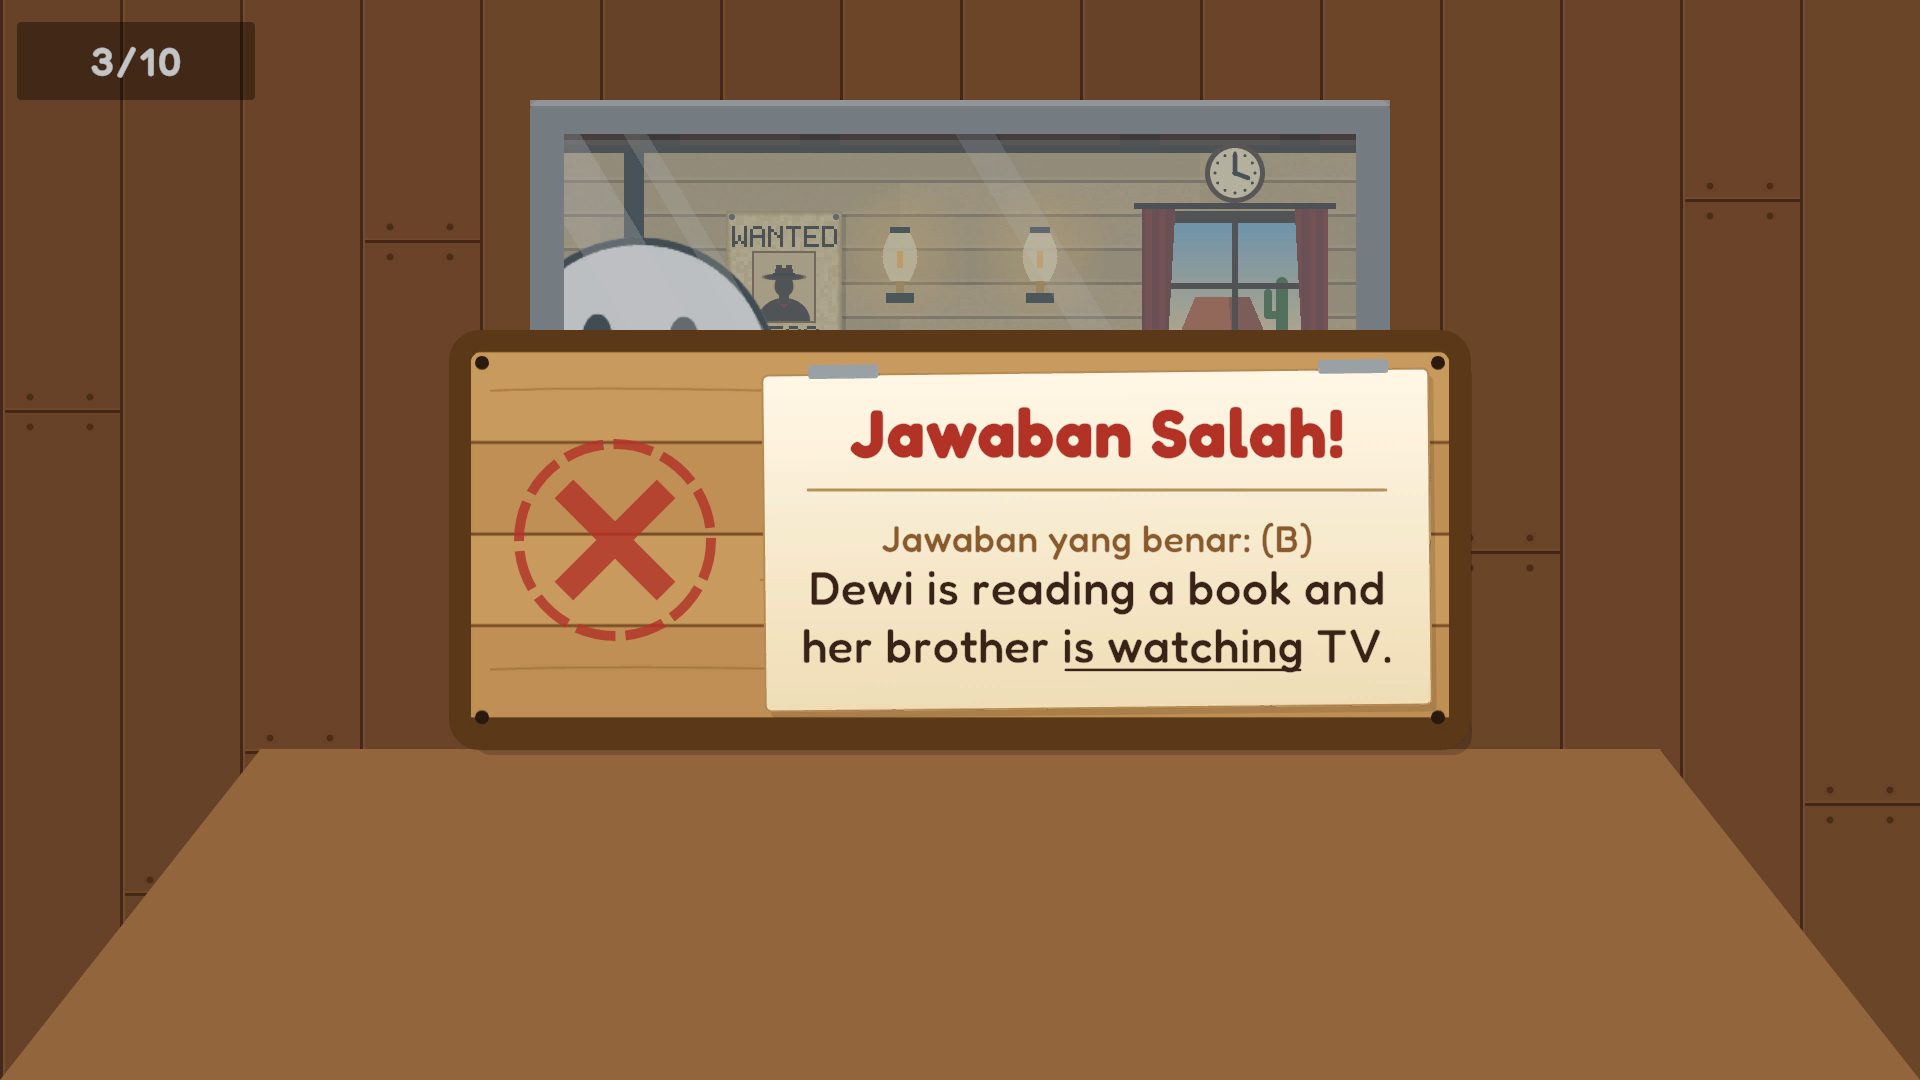 3/10
WANTED
Jawaban Salah!
Jawaban yang benar: (B)
Dewi is reading a book and
her brother is watching TV.